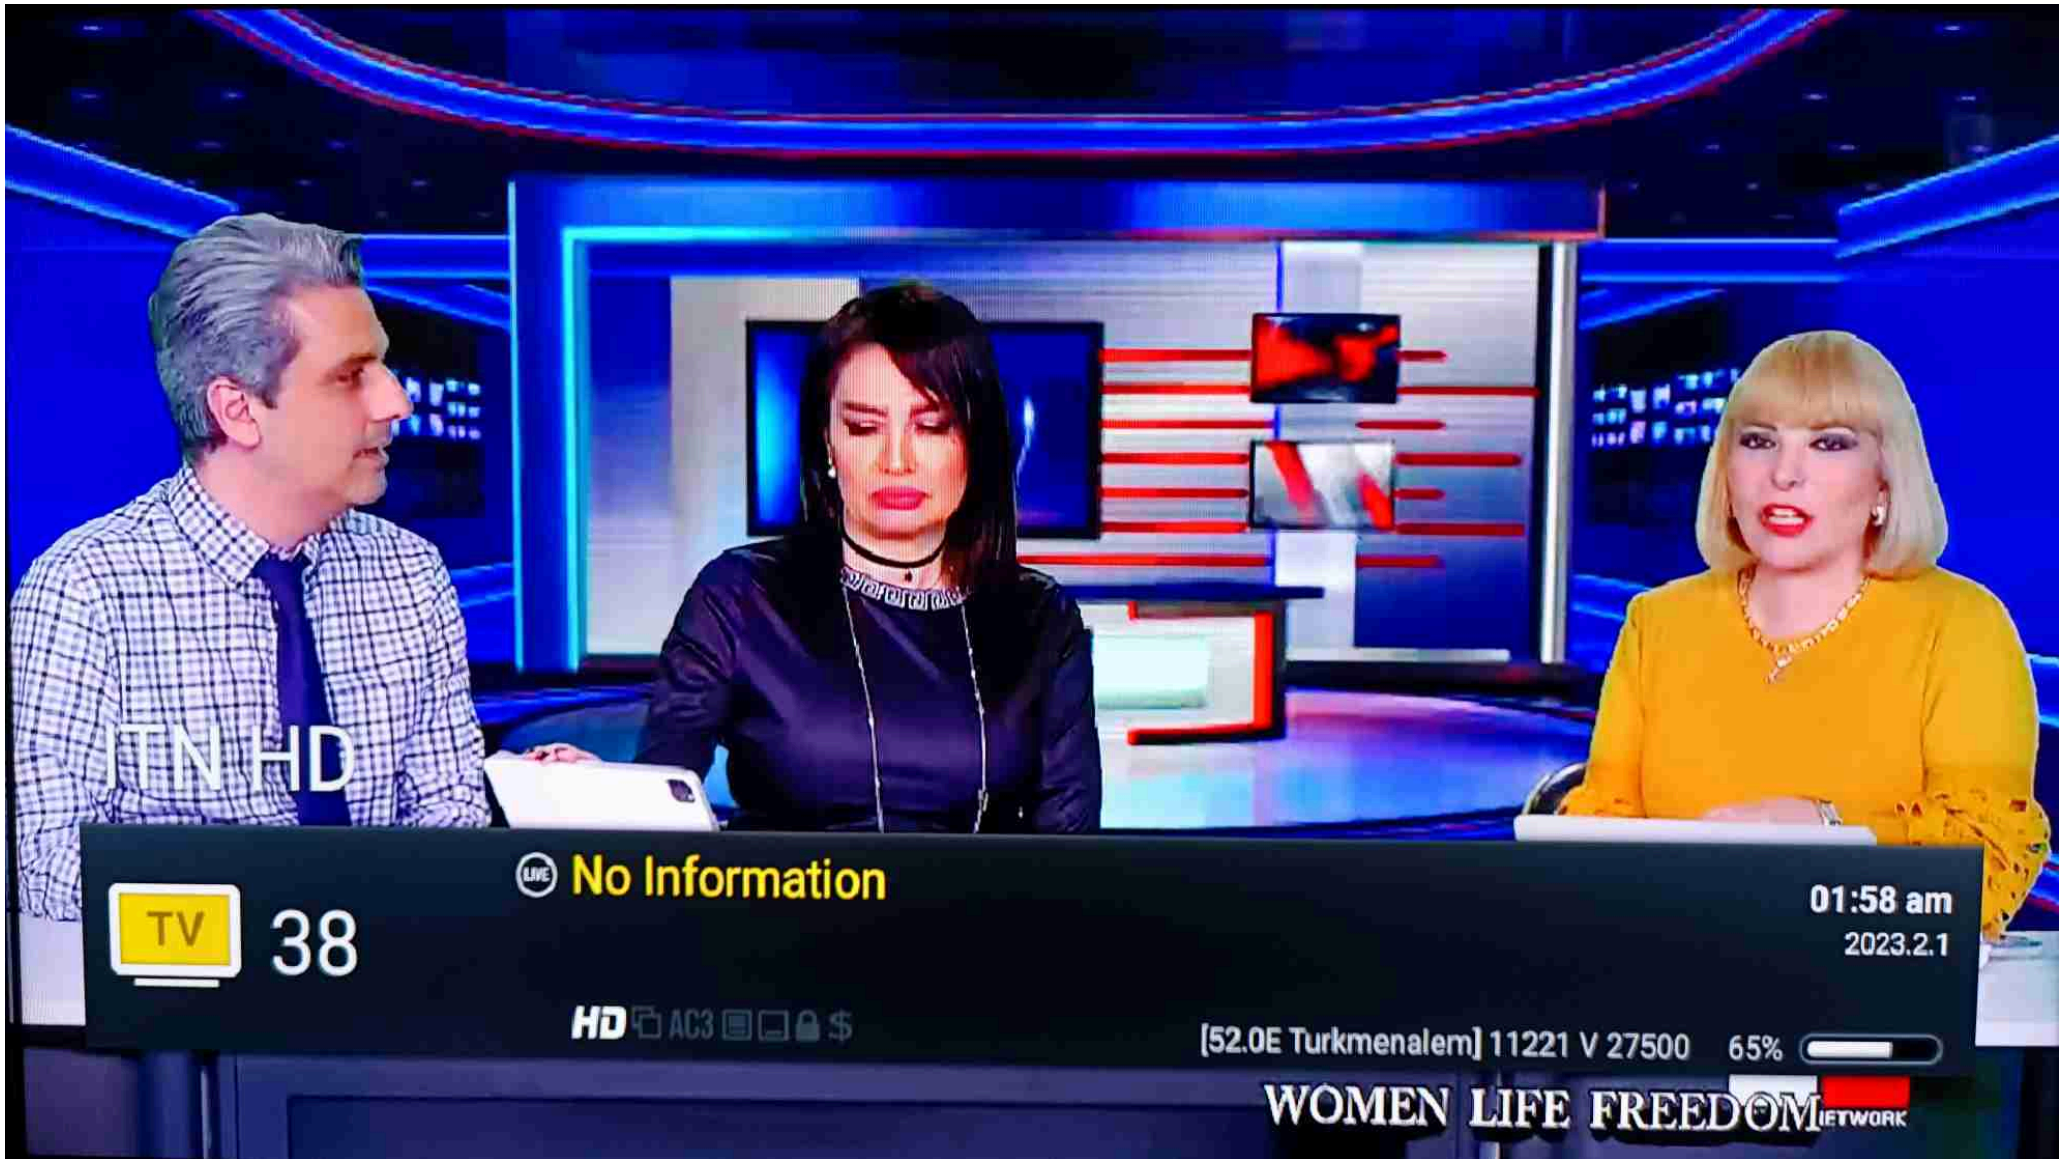 ITN HD
LIVE No Information
TV 38
01:58 am
2023.2.1
HD AC3 $
[52.0E Turkmenalem] 11221 V 27500 65%
WOMEN LIFE FREEDOM